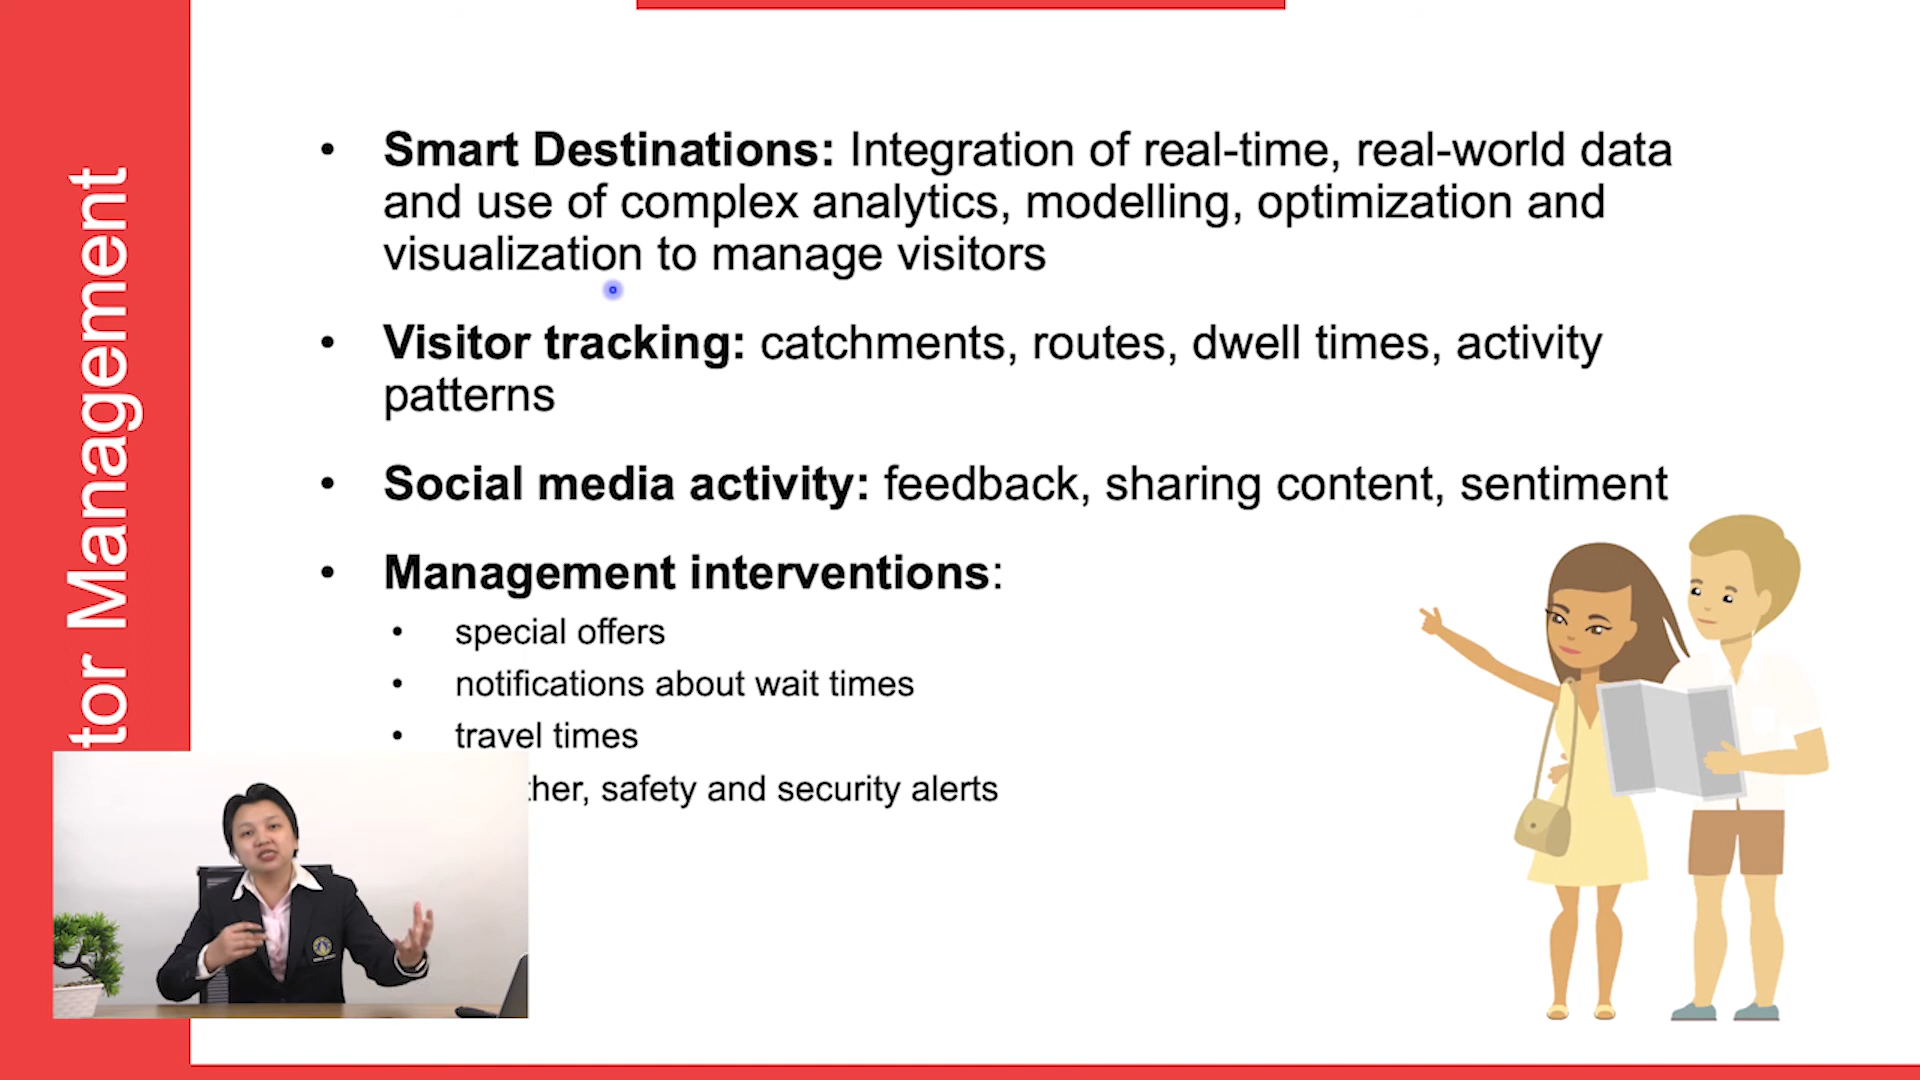 tor Management
• Smart Destinations: Integration of real-time, real-world data
and use of complex analytics, modelling, optimization and
visualization to manage visitors
• Visitor tracking: catchments, routes, dwell times, activity
patterns
• Social media activity: feedback, sharing content, sentiment
• Management interventions:
• special offers
• notifications about wait times
• travel times
ther, safety and security alerts